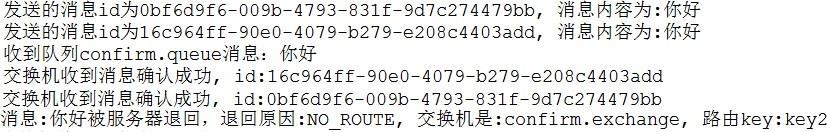 发送的消息id为0bf6d9f6-009b-4793-831f-9d7c274479bb, 消息内容为:你好
发送的消息id为16c964ff-90e0-4079-b279-e208c4403add, 消息内容为:你好
收到队列confirm.queue消息: 你好
交换机收到消息确认成功, id:16c964ff-90e0-4079-b279-e208c4403add
交换机收到消息确认成功, id:0bf6d9f6-009b-4793-831f-9d7c274479bb
消息:你好被服务器退回, 退回原因:NO_ROUTE, 交换机是:confirm.exchange, 路由key:key2